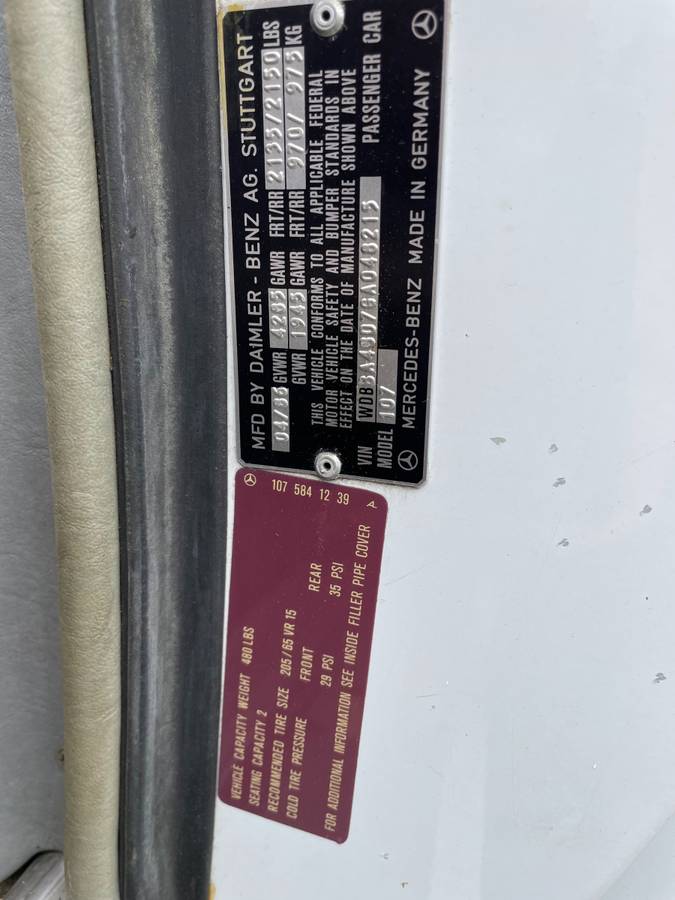 MFD BY DAIMLER - BENZ AG. STUTTGART
04/86 GVWR 4285 GAWR FRT/RR 2135/2150 LBS
GVWR 1945 GAWR FRT/RR 970/ 975 KG
THIS VEHICLE CONFORMS TO ALL APPLICABLE FEDERAL
MOTOR VEHICLE SAFETY AND BUMPER STANDARDS IN
EFFECT ON THE DATE OF MANUFACTURE SHOWN ABOVE
VIN
MODEL 107 PASSENGER CAR
MERCEDES-BENZ MADE IN GERMANY
107 584 12 39 A
VEHICLE CAPACITY WEIGHT 480 LBS
SEATING CAPACITY 2
RECOMMENDED TIRE SIZE 205/65 VR 15
COLD TIRE PRESSURE FRONT REAR
29 PSI 35 PSI
FOR ADDITIONAL INFORMATION SEE INSIDE FILLER PIPE COVER